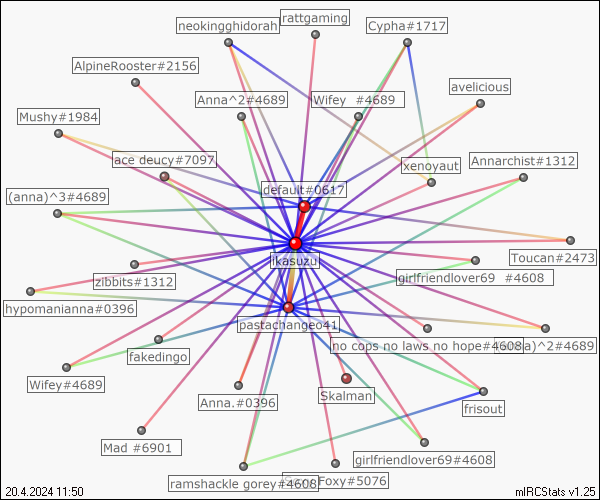 rattgaming
neokingghidorah
Cypha#1717
AlpineRooster#2156
avelicious
Anna^2#4689
Wifey  #4689
Mushy#1984
ace deucy#7097
Annarchist#1312
xenoyaut
default#0617
(anna)^3#4689
Toucan#2473
ikasuzu
zibbits#1312
girlfriendlover69  #4608
hypomanianna#0396
pastachangeo41
no cops no laws no hope#4608
)^2#4689
fakedingo
Wifey#4689
Skalman
Anna.#0396
frisout
Mad #6901
girlfriendlover69#4608
ramshackle gorey#4608
Foxy#5076
20.4.2024 11:50
mIRCStats v1.25